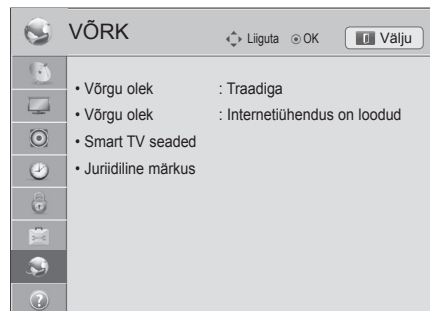 VÕRK
Liiguta OK Välju
• Võrgu olek : Traadiga
• Võrgu olek : Internetiühendus on loodud
• Smart TV seaded
• Juriidiline märkus
?